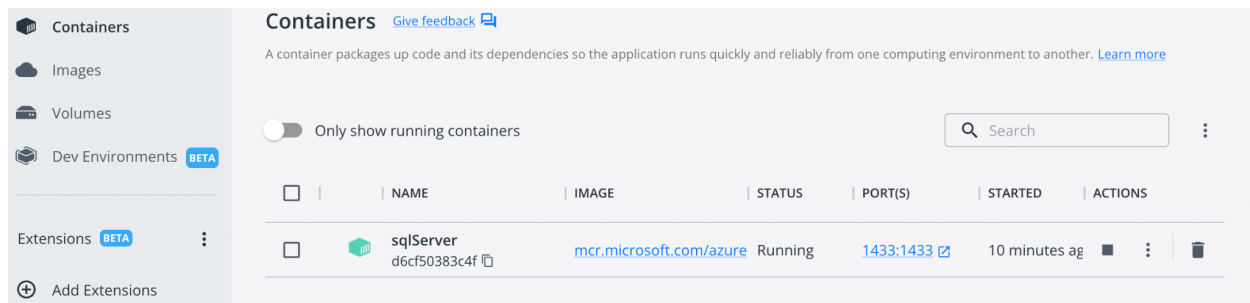 Containers
Images
Volumes
Dev Environments BETA
Extensions BETA
Add Extensions
Containers Give feedback
A container packages up code and its dependencies so the application runs quickly and reliably from one computing environment to another. Learn more
Only show running containers
Search
NAME IMAGE STATUS PORT(S) STARTED ACTIONS
sqlServer mcr.microsoft.com/azure Running 1433:1433 10 minutes ag
d6cf50383c4f